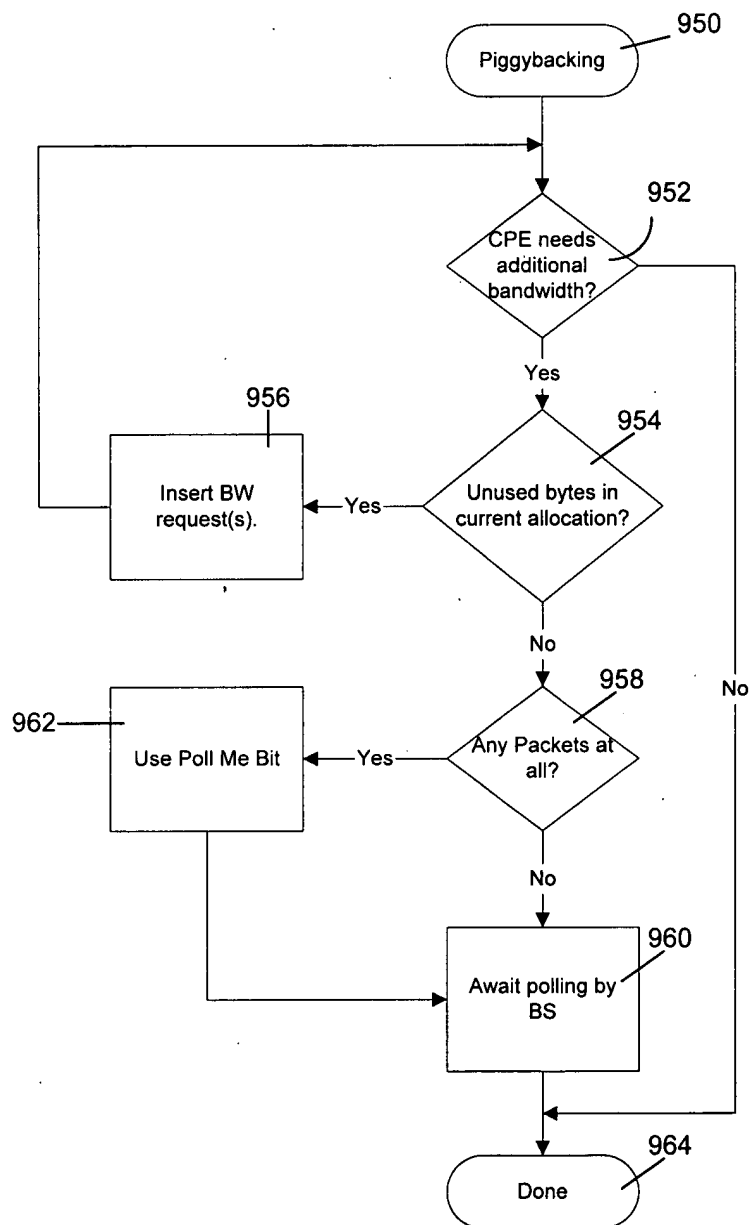 950
Piggybacking
952
CPE needs
additional
bandwidth?
Yes
956
954
Insert BW
request(s).
Yes
Unused bytes in
current allocation?
No
958
No
962
Use Poll Me Bit
Yes
Any Packets at
all?
No
960
Await polling by
BS
964
Done